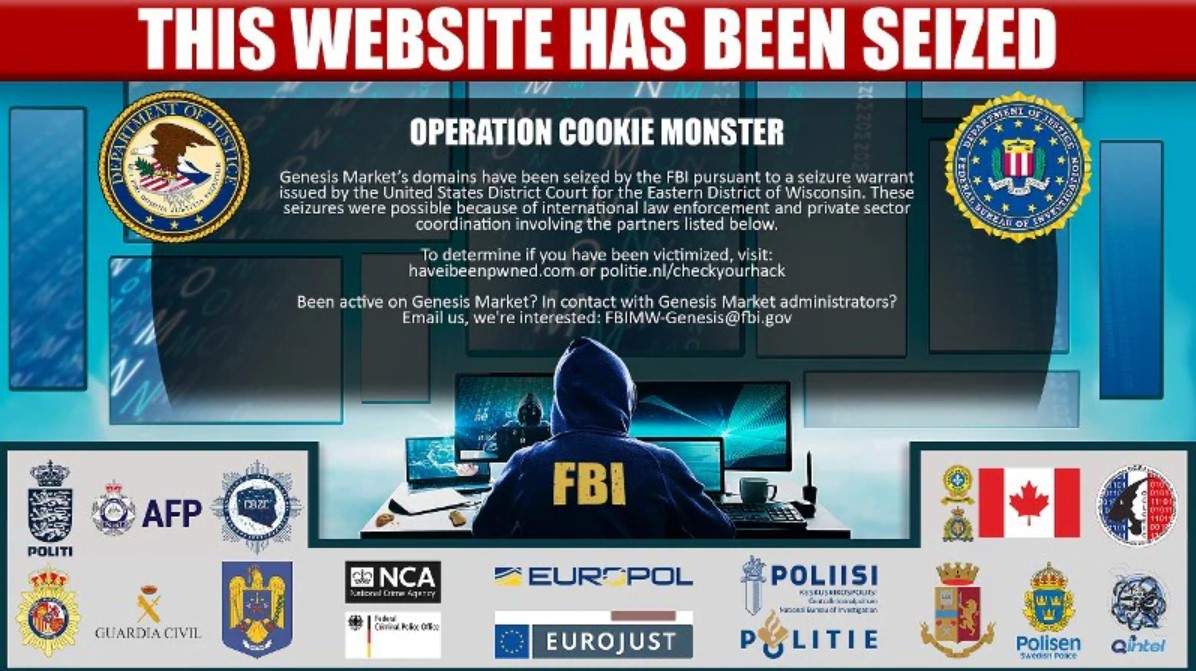 THIS WEBSITE HAS BEEN SEIZED
OPERATION COOKIE MONSTER
Genesis Market's domains have been seized by the FBI pursuant to a seizure warrant
issued by the United States District Court for the Eastern District of Wisconsin. These
seizures were possible because of international law enforcement and private sector
coordination involving the partners listed below.
To determine if you have been victimized, visit:
haveibeenpwned.com or politie.nl/checkyourhack
Been active on Genesis Market? In contact with Genesis Market administrators?
Email us, we're interested: FBIMW-Genesis@fbi.gov
DEPARTMENT OF JUSTICE
DEPARTMENT OF JUSTICE
FEDERAL BUREAU OF INVESTIGATION
FBI
POLITI
AFP
CBZC
GUARDIA CIVIL
NCA
National Crime Agency
Federal
Criminal Police Office
EUROPOL
EUROJUST
POLIISI
KESKUSRIKOSPOLIISI
Centralkriminalpolisen
National Bureau of Investigation
POLITIE
Polisen
Swedish Police
Qintel